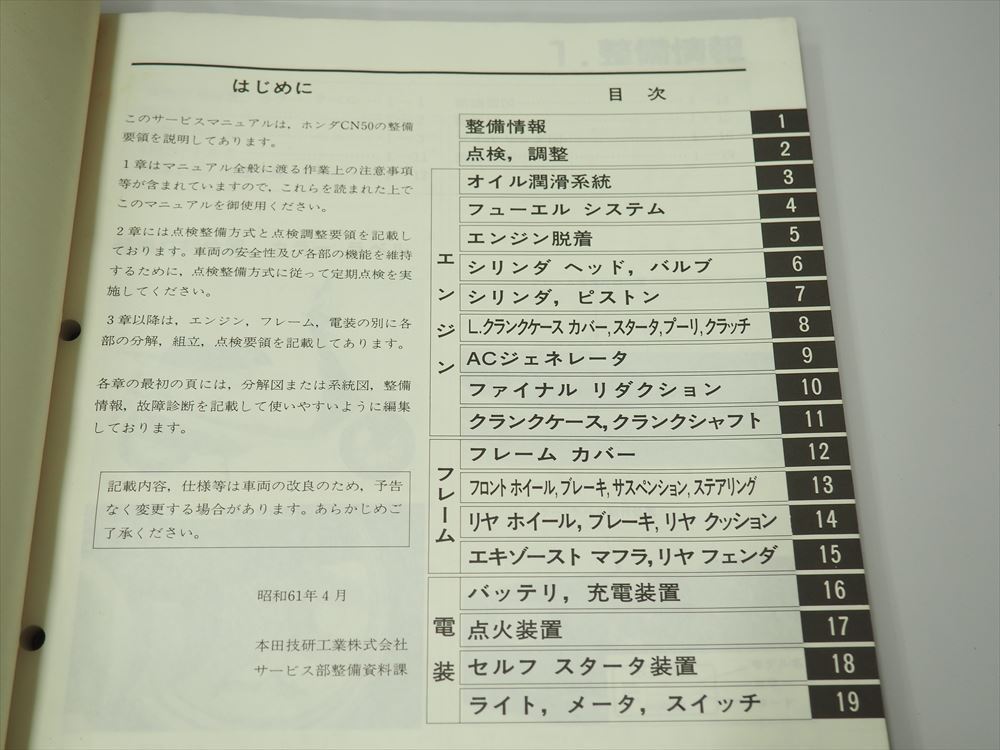 はじめに
このサービスマニュアルは，ホンダCN50の整備
要領を説明してあります。
1章はマニュアル全般に渡る作業上の注意事項
等が含まれていますので，これらを読まれた上で
このマニュアルを御使用ください。
2章には点検整備方式と点検調整要領を記載し
ております。車両の安全性及び各部の機能を維持
するために，点検整備方式に従って定期点検を実
施してください。
3章以降は，エンジン，フレーム，電装の別に各
部の分解，組立，点検要領を記載してあります。
各章の最初の頁には，分解図または系統図，整備
情報，故障診断を記載して使いやすいように編集
しております。
記載内容，仕様等は車両の改良のため，予告
なく変更する場合があります。あらかじめご
了承ください。
昭和61年4月
本田技研工業株式会社
サービス部整備資料課
目 次
整備情報 1
点検，調整 2
エンジン
オイル潤滑系統 3
フューエル システム 4
エンジン脱着 5
シリンダ ヘッド，バルブ 6
シリンダ，ピストン 7
L.クランクケース カバー,スタータ,プーリ,クラッチ 8
ACジェネレータ 9
ファイナル リダクション 10
クランクケース,クランクシャフト 11
フレーム
フレーム カバー 12
フロント ホイール,ブレーキ,サスペンション,ステアリング 13
リヤ ホイール,ブレーキ,リヤ クッション 14
エキゾースト マフラ,リヤ フェンダ 15
電装
バッテリ，充電装置 16
点火装置 17
セルフ スタータ装置 18
ライト，メータ，スイッチ 19